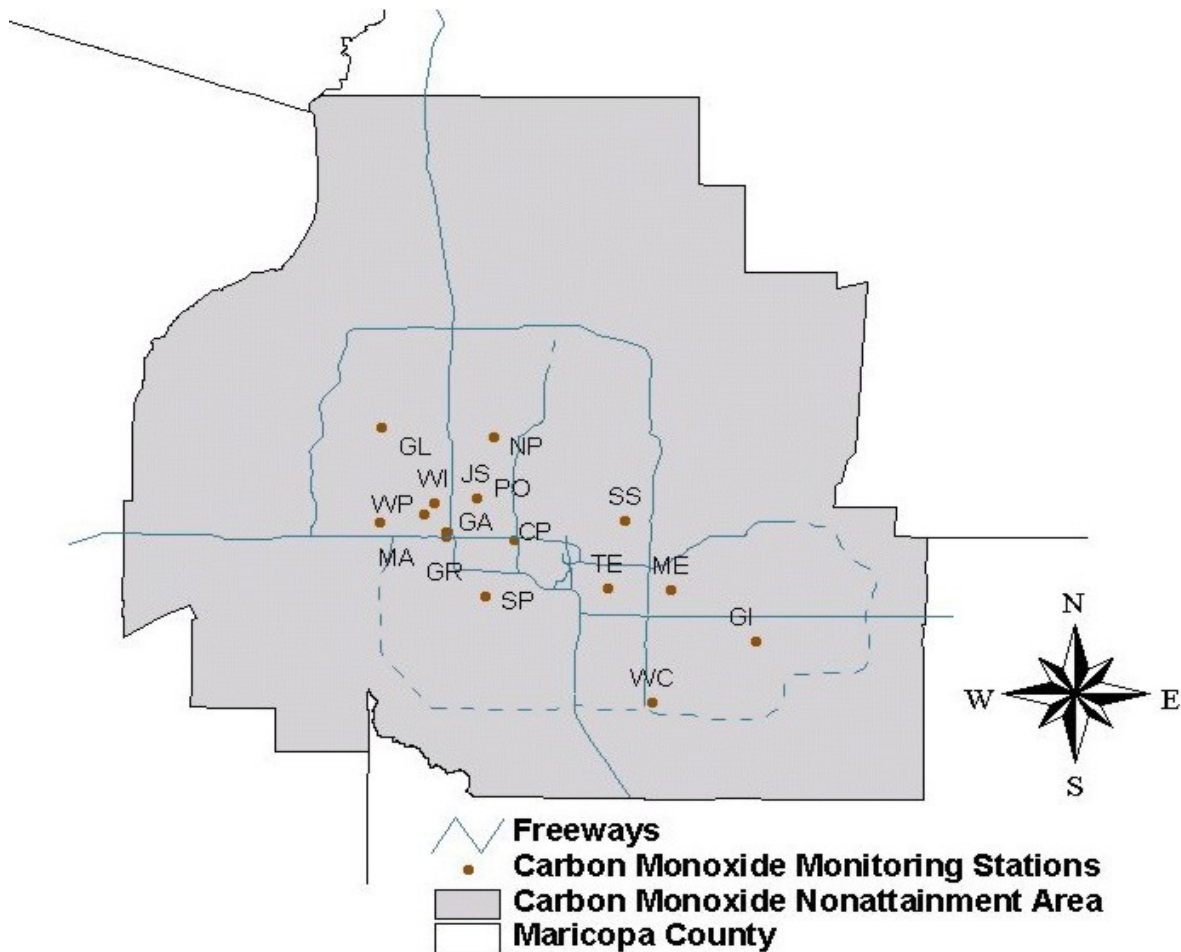 GL
NP
WI
JS
PO
WP
SS
GA
CP
MA
GR
TE
ME
SP
GI
WC
N
W
E
S
Freeways
Carbon Monoxide Monitoring Stations
Carbon Monoxide Nonattainment Area
Maricopa County